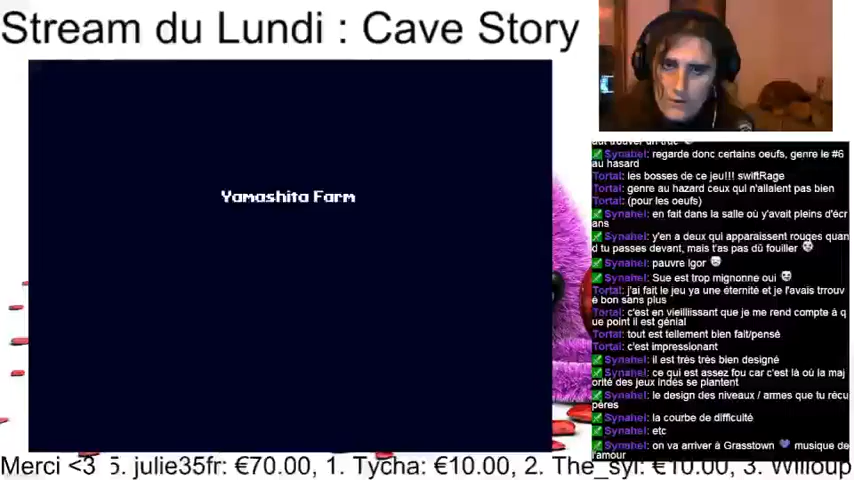 Stream du Lundi : Cave Story
Yamashita Farm
Synahel: regarde donc certains oeufs, genre le #6
au hasard
Tortal: les bosses de ce jeu!!! swiftRage
Tortal: genre au hazard ceux qui n'allaient pas bien
Tortal: (pour les oeufs)
Synahel: en fait dans la salle où y'avait pleins d'écr
ans
Synahel: y'en a deux qui apparaissent rouges quan
d tu passes devant, mais t'as pas dû fouiller
Synahel: pauvre Igor
Synahel: Sue est trop mignonne oui
Tortal: j'ai fait le jeu ya une éternité et je l'avais trrouv
é bon sans plus
Tortal: c'est en vieilllissant que je me rend compte à q
ue point il est génial
Tortal: tout est tellement bien fait/pensé
Tortal: c'est impressionant
Synahel: il est très très bien designé
Synahel: ce qui est assez fou car c'est là où la maj
orité des jeux indés se plantent
Synahel: le design des niveaux / armes que tu récu
pères
Synahel: la courbe de difficulté
Synahel: etc
Synahel: on va arriver à Grasstown musique de
l'amour
Merci <3 5. julie35fr: €70.00, 1. Tycha: €10.00, 2. The_syl: €10.00, 3. Willoup